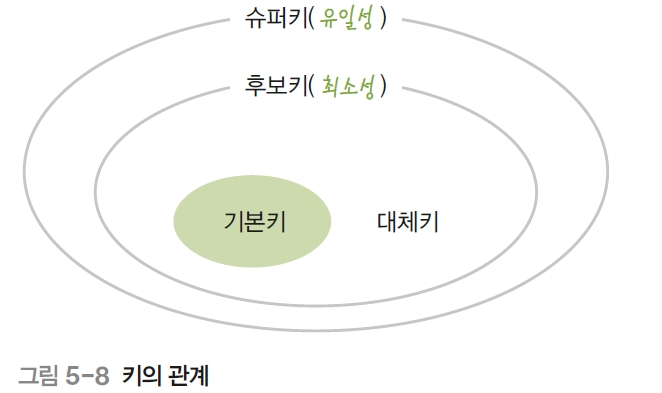 슈퍼키( 유일성 )
후보키( 최소성 )
기본키 대체키
그림 5-8 키의 관계